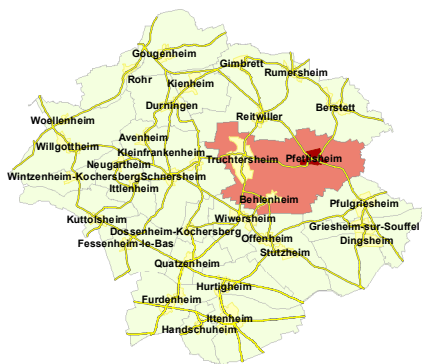 Gougenheim
Gimbrett
Rumersheim
Rohr
Kienheim
Durningen
Berstett
Reitwiller
Woellenheim
Avenheim
Willgottheim
Kleinfrankenheim
Truchtersheim
Pfettisheim
Neugartheim
Wintzenheim-Kochersberg
Schnersheim
Ittlenheim
Behlenheim
Pfulgriesheim
Kuttolsheim
Wiwersheim
Griesheim-sur-Souffel
Dossenheim-Kochersberg
Offenheim
Dingsheim
Fessenheim-le-Bas
Stutzheim
Quatzenheim
Hurtigheim
Furdenheim
Ittenheim
Handschuheim